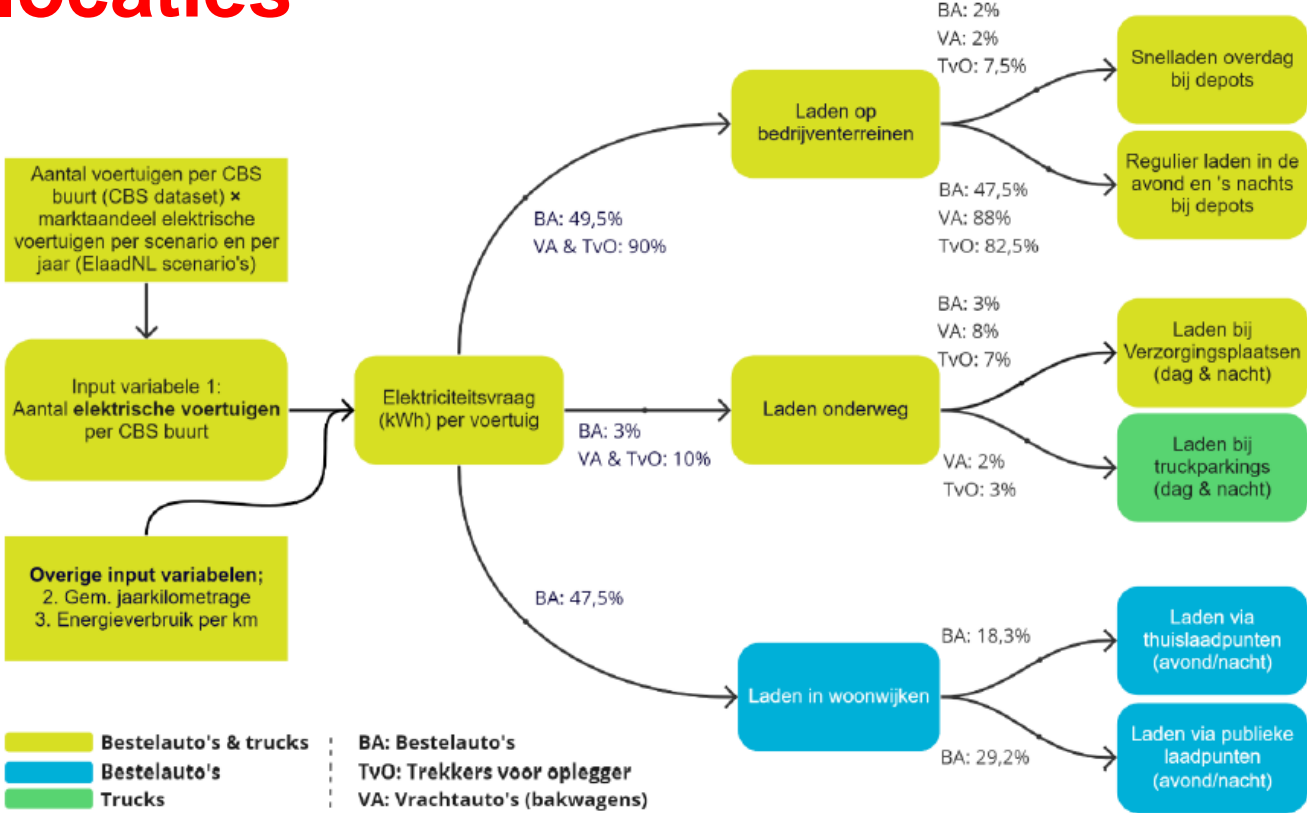 locaties
Aantal voertuigen per CBS
buurt (CBS dataset) ×
marktaandeel elektrische
voertuigen per scenario en per
jaar (ElaadNL scenario's)
Input variabele 1:
Aantal elektrische voertuigen
per CBS buurt
Overige input variabelen;
2. Gem. jaarkilometrage
3. Energieverbruik per km
Elektriciteitsvraag
(kWh) per voertuig
BA: 49,5%
VA & TvO: 90%
BA: 3%
VA & TvO: 10%
BA: 47,5%
Laden op
bedrijventerreinen
BA: 2%
VA: 2%
TvO: 7,5%
Snelladen overdag
bij depots
BA: 47,5%
VA: 88%
TvO: 82,5%
Regulier laden in de
avond en 's nachts
bij depots
Laden onderweg
BA: 3%
VA: 8%
TvO: 7%
Laden bij
Verzorgingsplaatsen
(dag & nacht)
VA: 2%
TvO: 3%
Laden bij
truckparkings
(dag & nacht)
Laden in woonwijken
BA: 18,3%
Laden via
thuislaadpunten
(avond/nacht)
BA: 29,2%
Laden via publieke
laadpunten
(avond/nacht)
Bestelauto's & trucks
Bestelauto's
Trucks
BA: Bestelauto's
TvO: Trekkers voor oplegger
VA: Vrachtauto's (bakwagens)